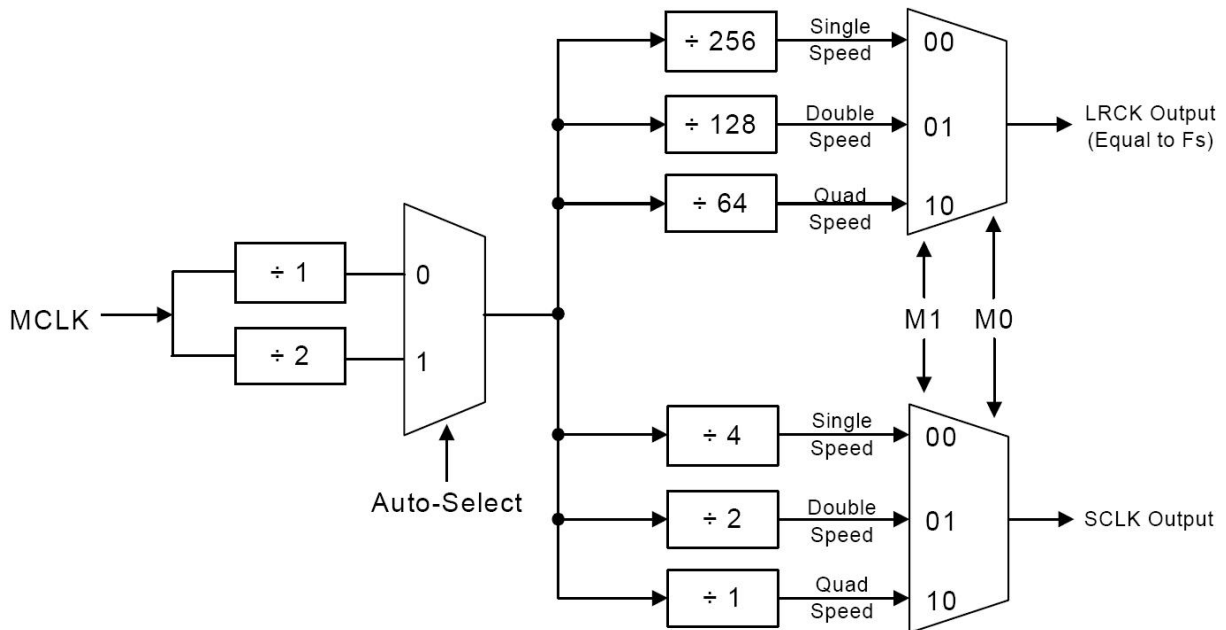 ÷ 256
Single
Speed
00
÷ 128
Double
Speed
01
LRCK Output
(Equal to Fs)
÷ 64
Quad
Speed
10
MCLK
÷ 1
0
÷ 2
1
Auto-Select
M1
M0
÷ 4
Single
Speed
00
÷ 2
Double
Speed
01
SCLK Output
÷ 1
Quad
Speed
10